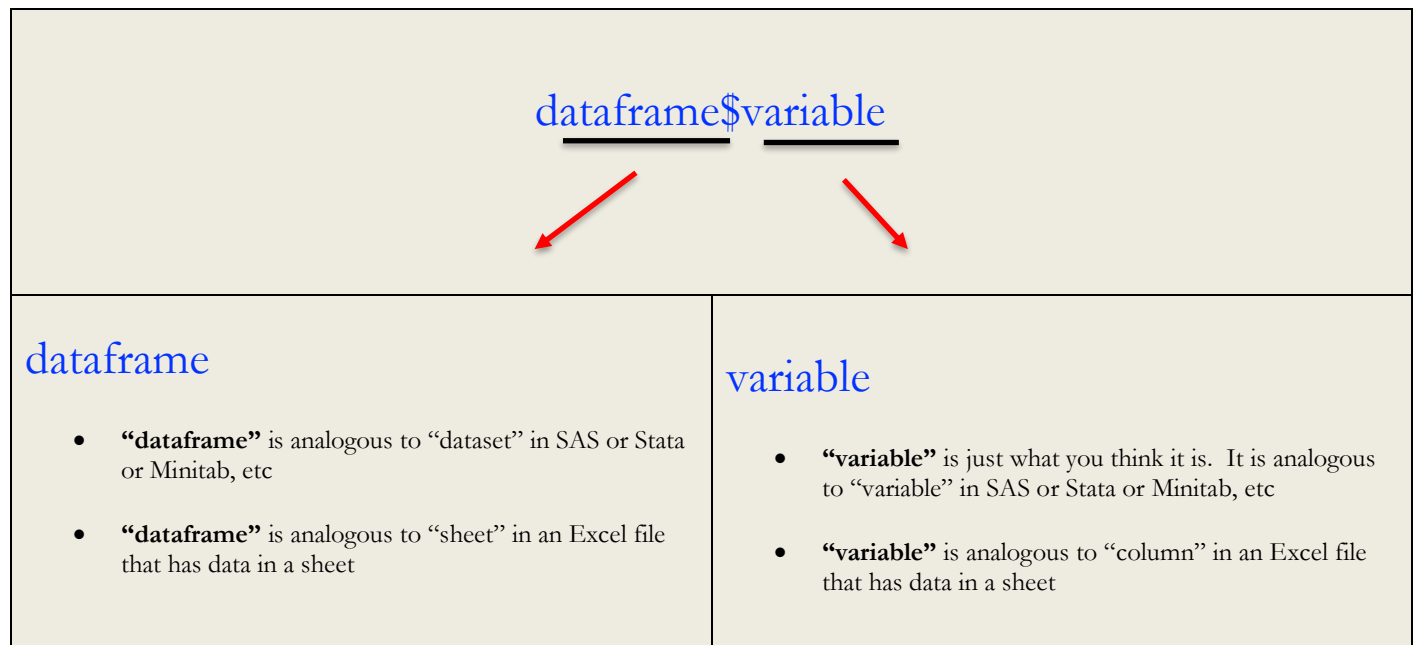 dataframe$variable
dataframe
• “dataframe” is analogous to “dataset” in SAS or Stata
or Minitab, etc
• “dataframe” is analogous to “sheet” in an Excel file
that has data in a sheet
variable
• “variable” is just what you think it is. It is analogous
to “variable” in SAS or Stata or Minitab, etc
• “variable” is analogous to “column” in an Excel file
that has data in a sheet